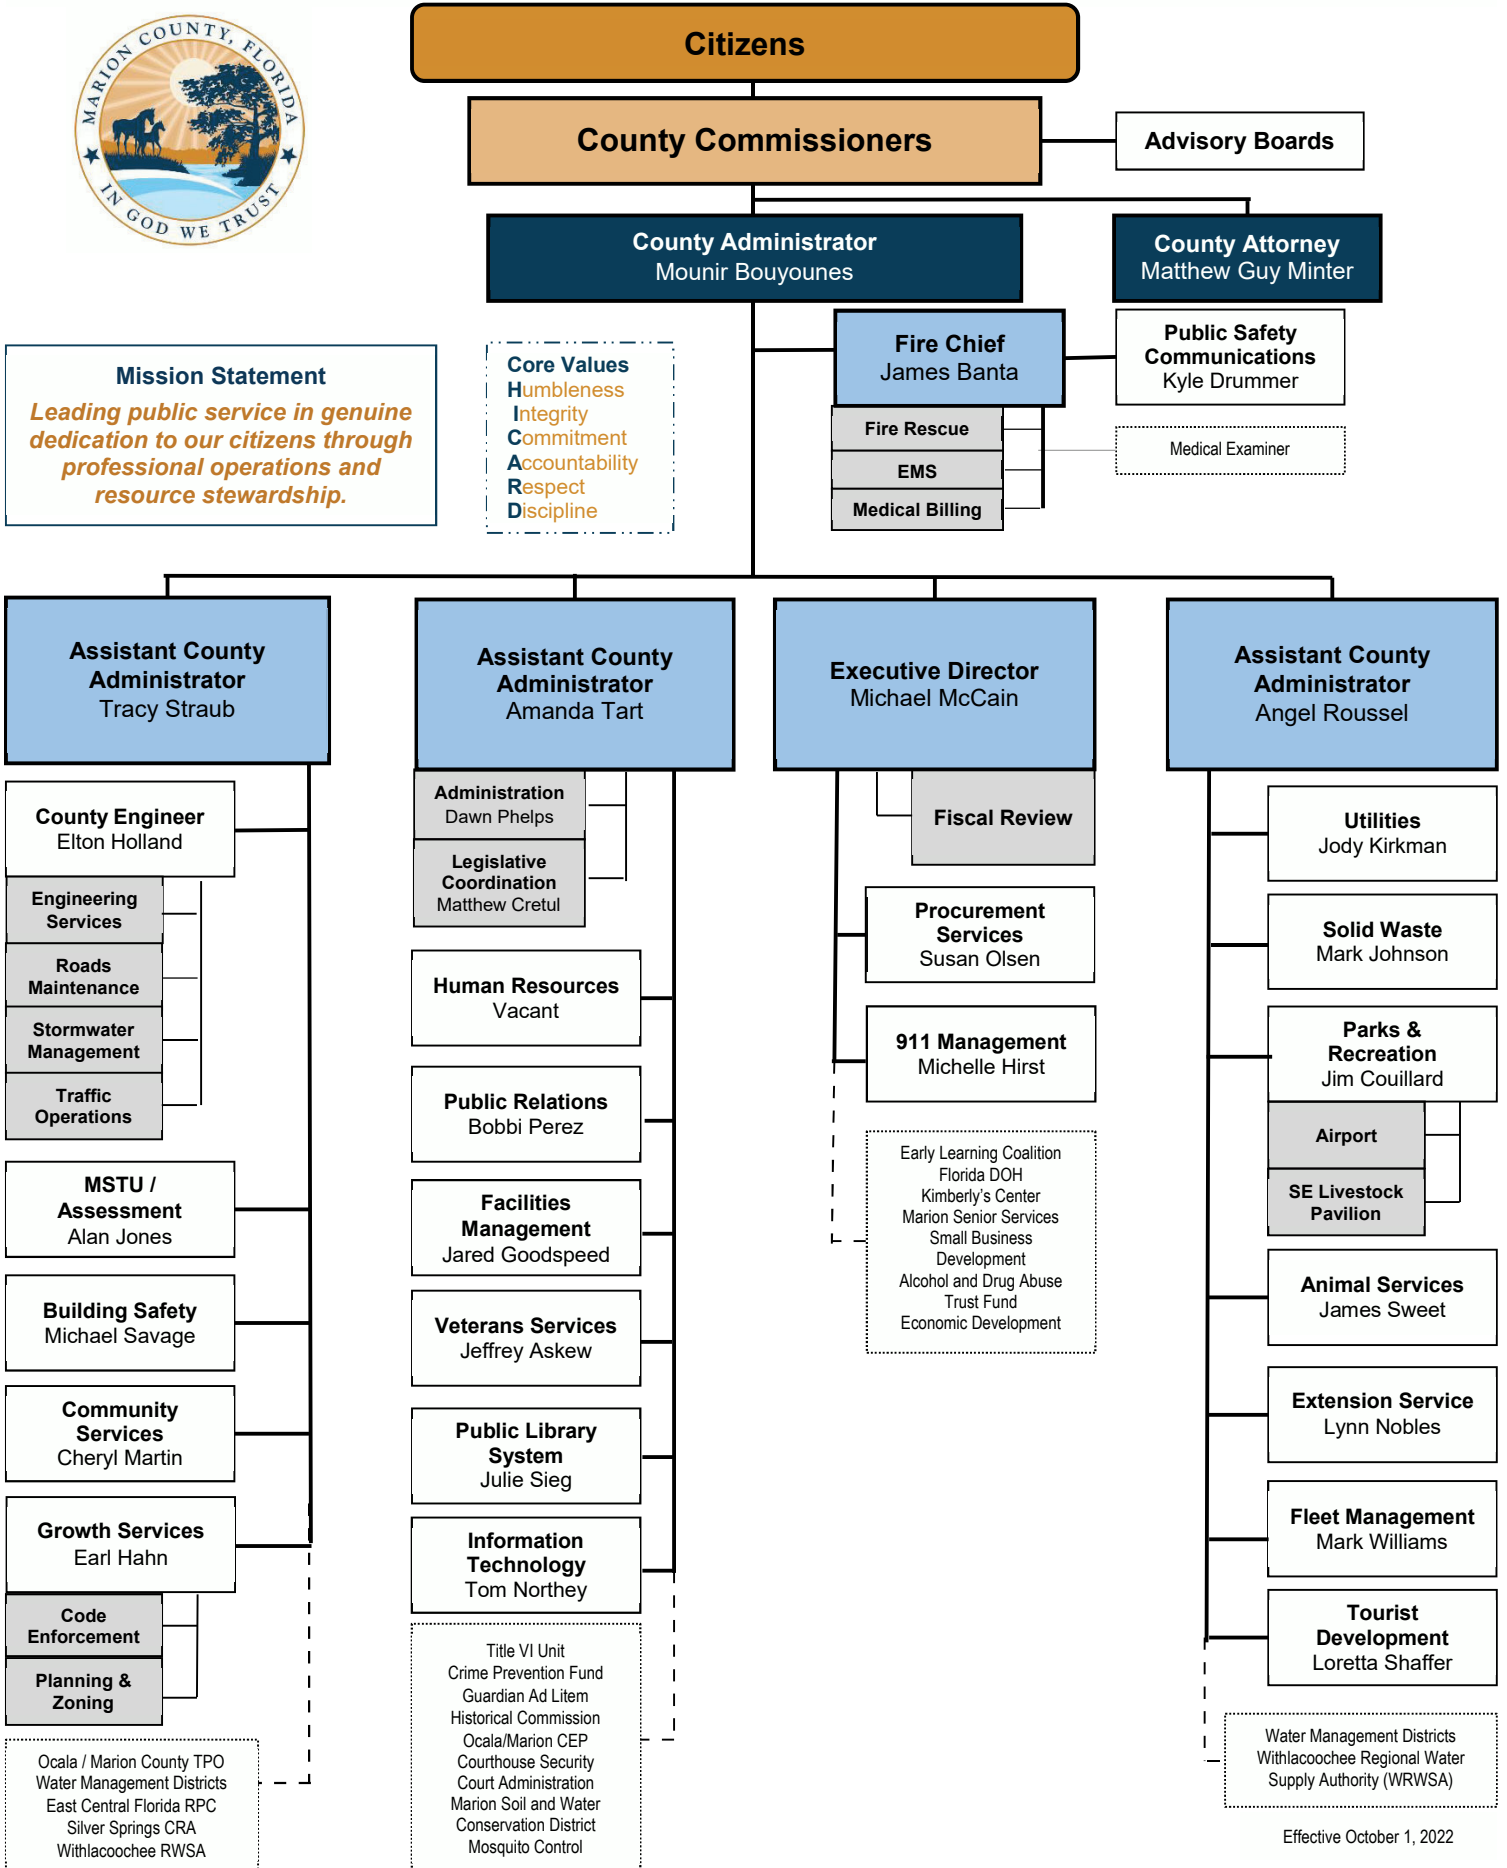 MARION COUNTY, FLORIDA
IN GOD WE TRUST
Citizens
County Commissioners
Advisory Boards
County Administrator
Mounir Bouyounes
County Attorney
Matthew Guy Minter
Fire Chief
James Banta
Public Safety
Communications
Kyle Drummer
Fire Rescue
EMS
Medical Billing
Medical Examiner
Mission Statement
Leading public service in genuine
dedication to our citizens through
professional operations and
resource stewardship.
Core Values
Humbleness
Integrity
Commitment
Accountability
Respect
Discipline
Assistant County
Administrator
Tracy Straub
County Engineer
Elton Holland
Engineering
Services
Roads
Maintenance
Stormwater
Management
Traffic
Operations
MSTU /
Assessment
Alan Jones
Building Safety
Michael Savage
Community
Services
Cheryl Martin
Growth Services
Earl Hahn
Code
Enforcement
Planning &
Zoning
Ocala / Marion County TPO
Water Management Districts
East Central Florida RPC
Silver Springs CRA
Withlacoochee RWSA
Assistant County
Administrator
Amanda Tart
Administration
Dawn Phelps
Legislative
Coordination
Matthew Cretul
Human Resources
Vacant
Public Relations
Bobbi Perez
Facilities
Management
Jared Goodspeed
Veterans Services
Jeffrey Askew
Public Library
System
Julie Sieg
Information
Technology
Tom Northey
Title VI Unit
Crime Prevention Fund
Guardian Ad Litem
Historical Commission
Ocala/Marion CEP
Courthouse Security
Court Administration
Marion Soil and Water
Conservation District
Mosquito Control
Executive Director
Michael McCain
Fiscal Review
Procurement
Services
Susan Olsen
911 Management
Michelle Hirst
Early Learning Coalition
Florida DOH
Kimberly's Center
Marion Senior Services
Small Business
Development
Alcohol and Drug Abuse
Trust Fund
Economic Development
Assistant County
Administrator
Angel Roussel
Utilities
Jody Kirkman
Solid Waste
Mark Johnson
Parks &
Recreation
Jim Couillard
Airport
SE Livestock
Pavilion
Animal Services
James Sweet
Extension Service
Lynn Nobles
Fleet Management
Mark Williams
Tourist
Development
Loretta Shaffer
Water Management Districts
Withlacoochee Regional Water
Supply Authority (WRWSA)
Effective October 1, 2022